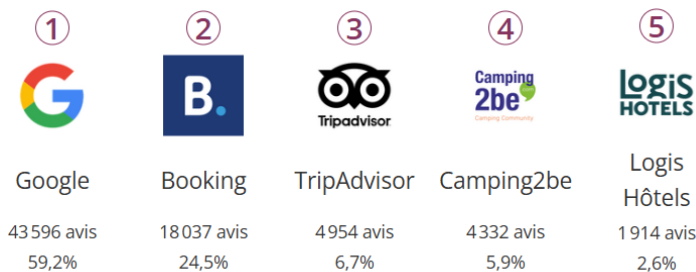 1
2
3
4
5
G
B.
Tripadvisor
Camping
2be
.com
Camping Community
LOGIS
HOTELS
Google
Booking
TripAdvisor
Camping2be
Logis
Hôtels
43 596 avis
18 037 avis
4 954 avis
4 332 avis
1 914 avis
59,2%
24,5%
6,7%
5,9%
2,6%